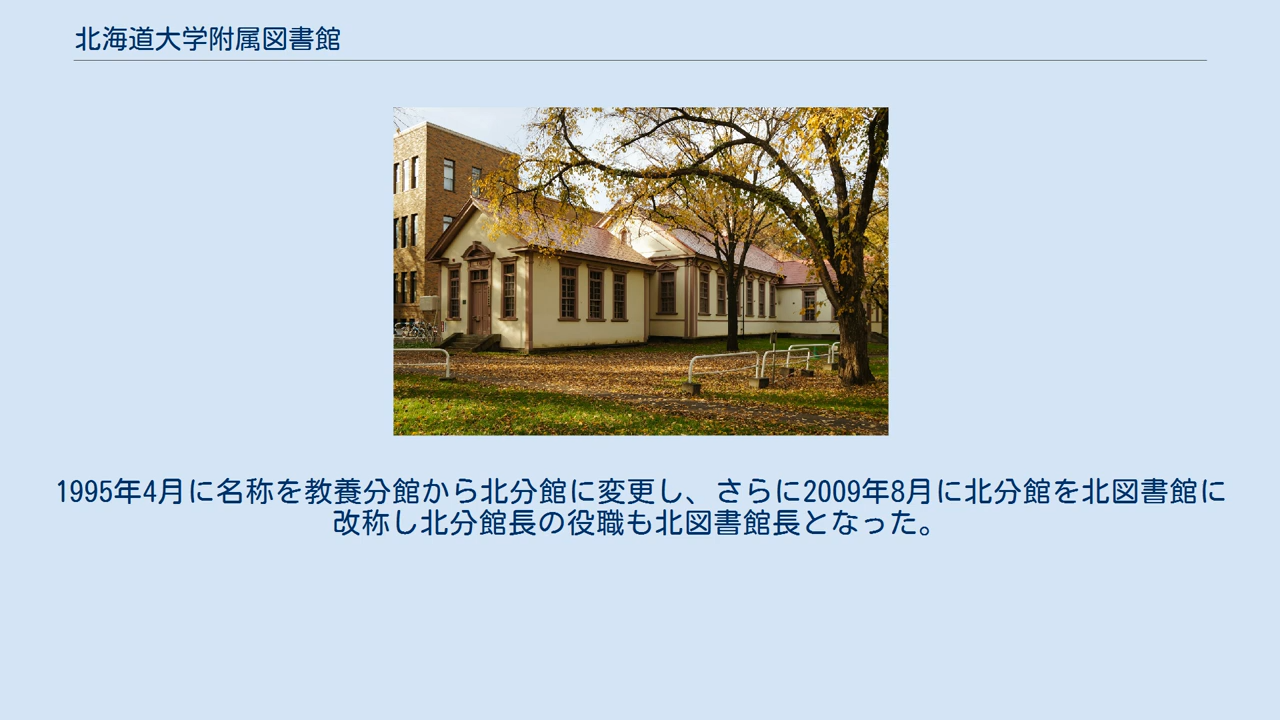 北海道大学附属図書館
1995年4月に名称を教養分館から北分館に変更し、さらに2009年8月に北分館を北図書館に
改称し北分館長の役職も北図書館長となった。